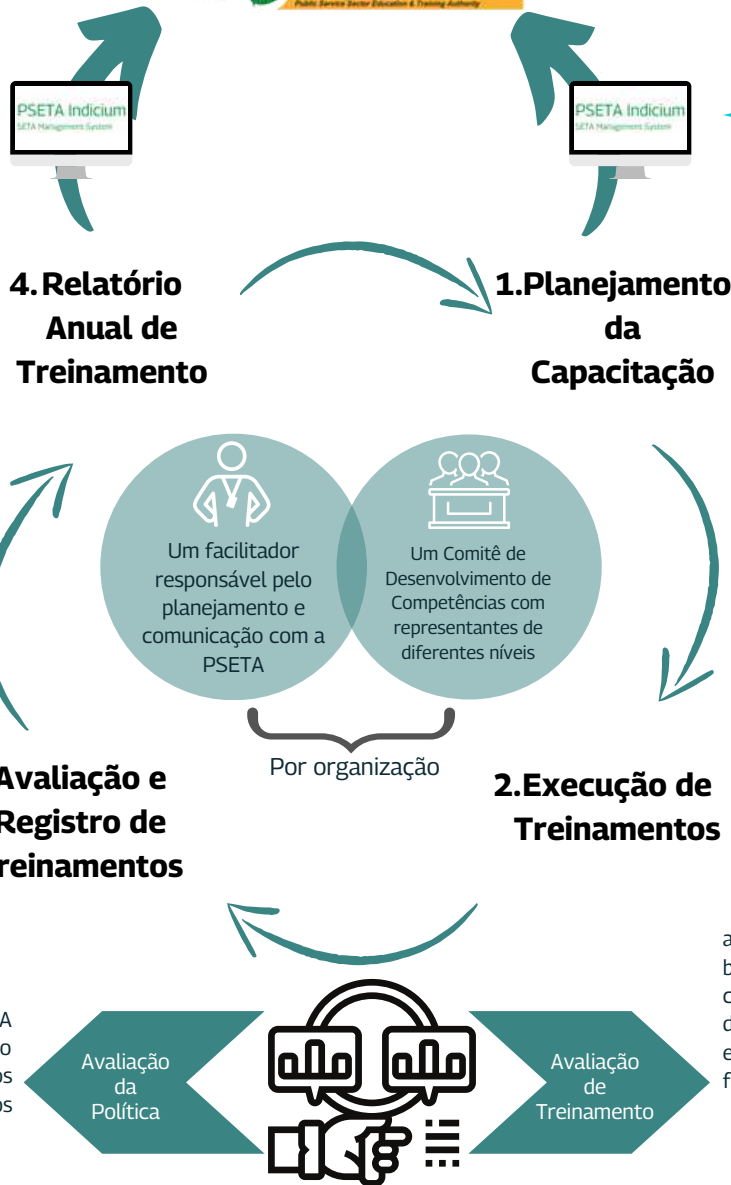 Public Service Sector Education & Training Authority
PSETA Indicium
SETA Management System
PSETA Indicium
SETA Management System
4. Relatório
Anual de
Treinamento
1.Planejamento
da
Capacitação
Um facilitador
responsável pelo
planejamento e
comunicação com a
PSETA
Um Comitê de
Desenvolvimento de
Competências com
representantes de
diferentes níveis
Por organização
Avaliação e
Registro de
reinamentos
2.Execução de
Treinamentos
A
o
os
os
Avaliação
da
Política
Avaliação
de
Treinamento
a
b
c
d
e
f